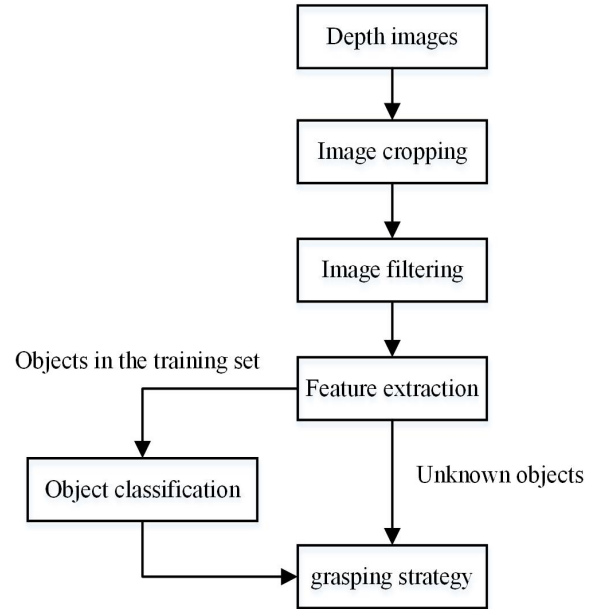 Depth images
Image cropping
Image filtering
Objects in the training set
Feature extraction
Object classification
Unknown objects
grasping strategy